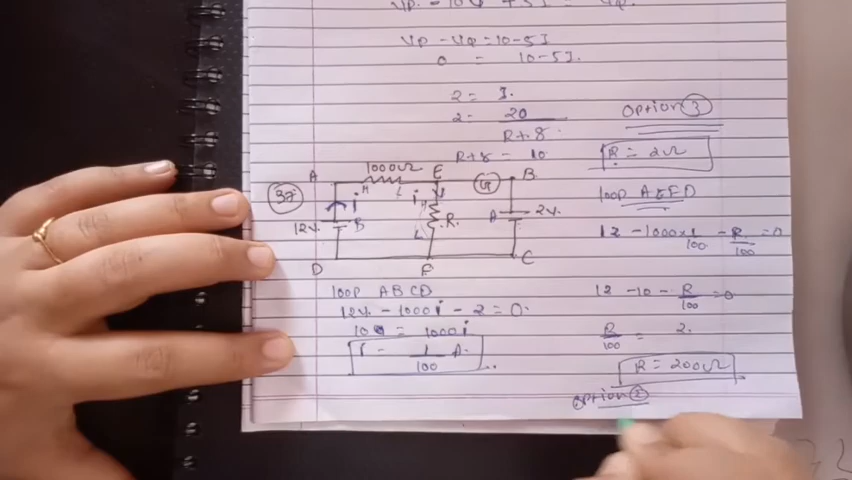 VP - VQ = 10 - 5I
0 = 10 - 5I.
2 = I.
2 = 20
R + 8
R + 8 = 10
Option 3
R = 2Ω
37
A
1000Ω
E
G
B
H
L
i
i
H
R.
L
12V.
B
A
2V.
D
F
C
loop ABCD
12V - 1000i - 2 = 0.
10 = 1000i
i = 1 A.
100
loop AEFD
12 - 1000 × 1 - R = 0
100 100
12 - 10 - R = 0
100
R = 2.
100
R = 200Ω
Option 2